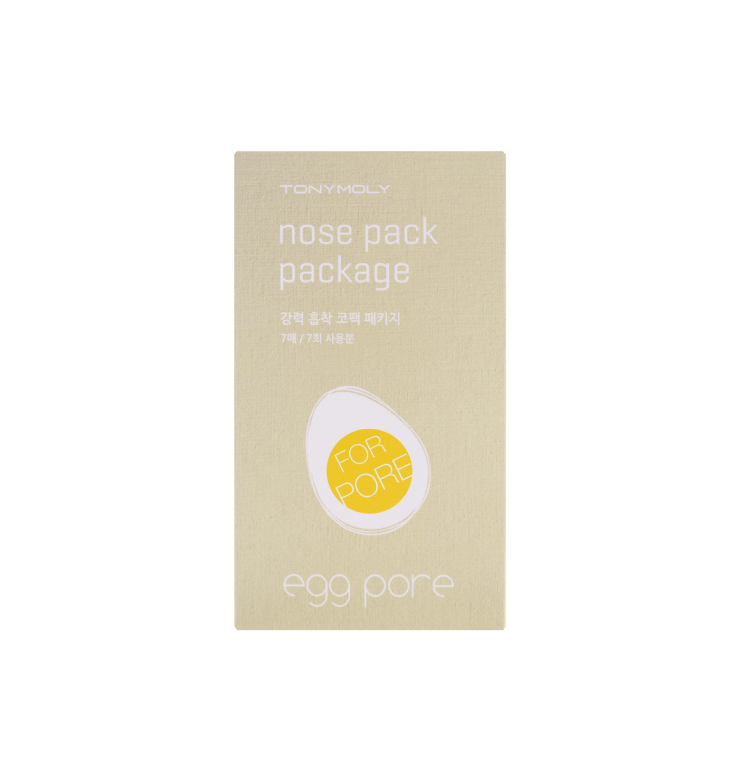 TONYMOLY
nose pack
package
강력 흡착 코팩 패키지
7매 / 7회 사용분
FOR
PORE
egg pore